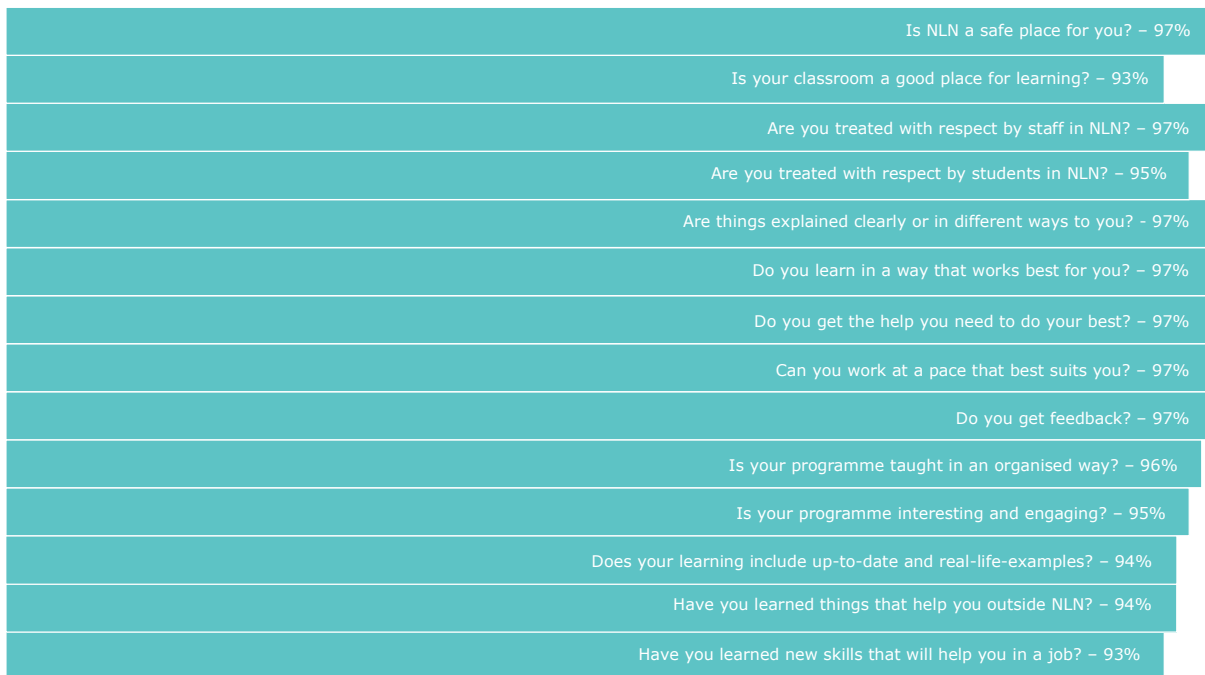 Is NLN a safe place for you? – 97%
Is your classroom a good place for learning? – 93%
Are you treated with respect by staff in NLN? – 97%
Are you treated with respect by students in NLN? – 95%
Are things explained clearly or in different ways to you? - 97%
Do you learn in a way that works best for you? – 97%
Do you get the help you need to do your best? – 97%
Can you work at a pace that best suits you? – 97%
Do you get feedback? – 97%
Is your programme taught in an organised way? – 96%
Is your programme interesting and engaging? – 95%
Does your learning include up-to-date and real-life-examples? – 94%
Have you learned things that help you outside NLN? – 94%
Have you learned new skills that will help you in a job? – 93%